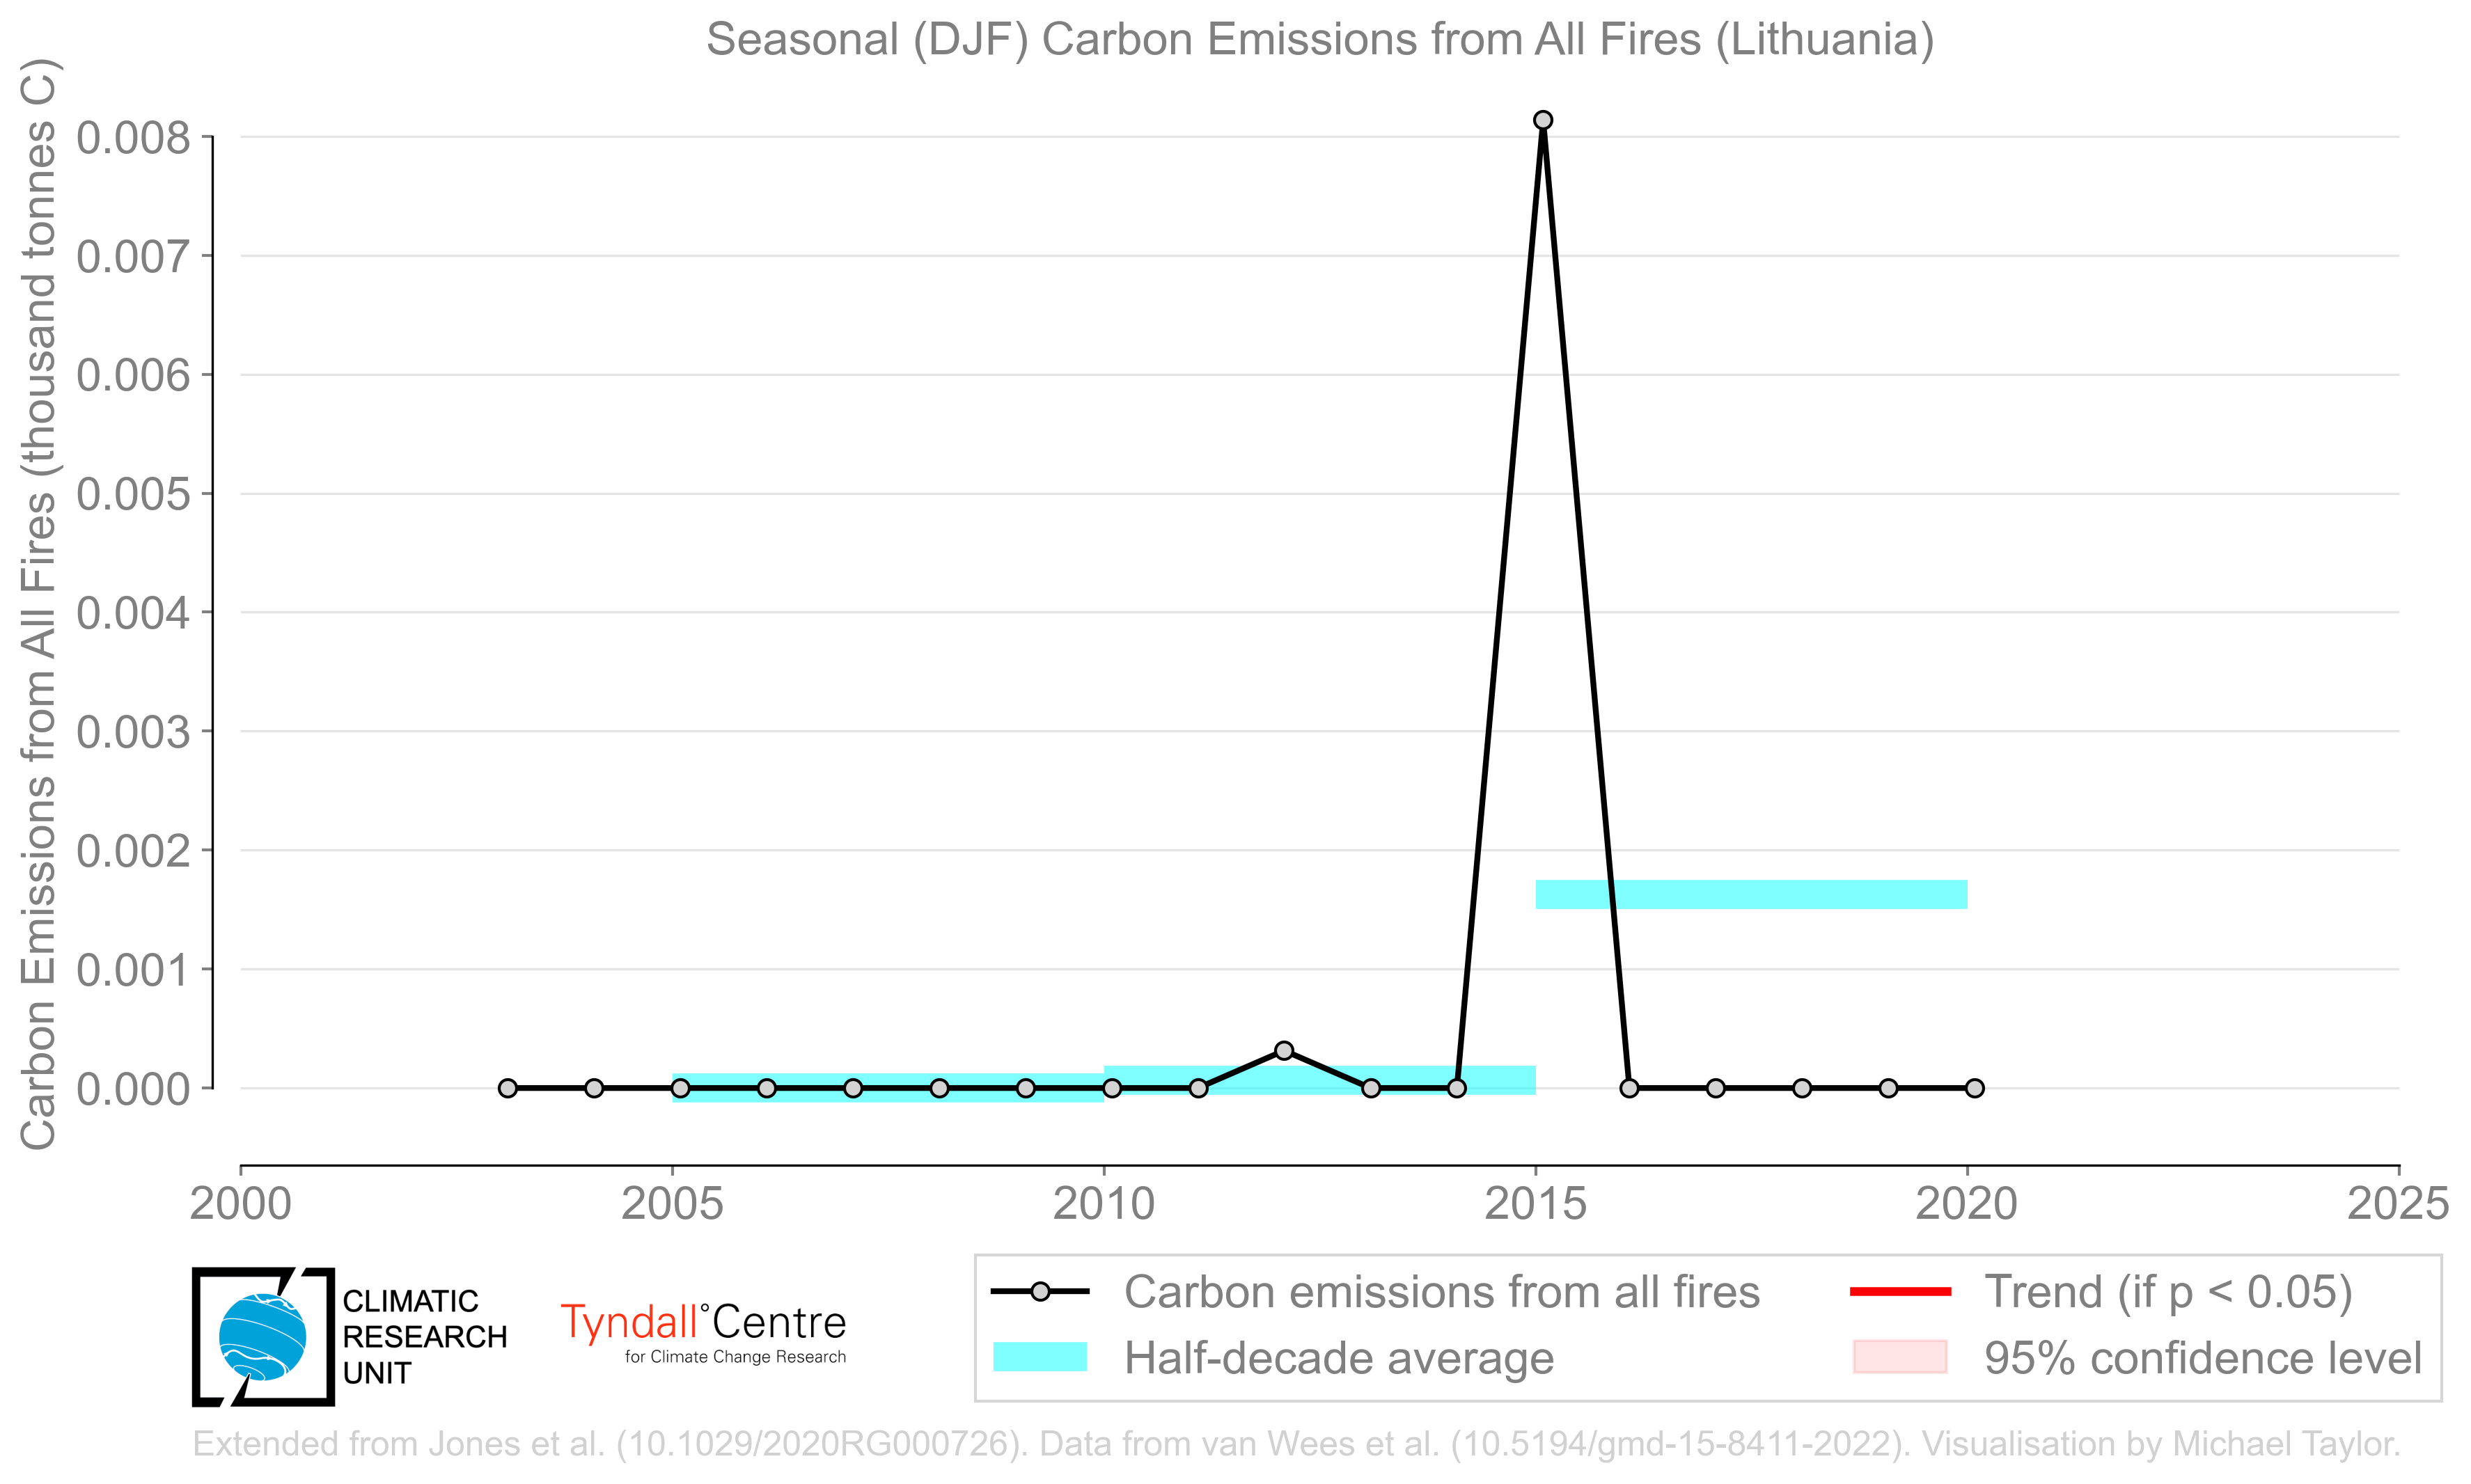 Seasonal (DJF) Carbon Emissions from All Fires (Lithuania)
Carbon Emissions from All Fires (thousand tonnes C)
0.008
0.007
0.006
0.005
0.004
0.003
0.002
0.001
0.000
2000 2005 2010 2015 2020 2025
CLIMATIC
RESEARCH
UNIT
Tyndall°Centre
for Climate Change Research
Carbon emissions from all fires
Half-decade average
Trend (if p < 0.05)
95% confidence level
Extended from Jones et al. (10.1029/2020RG000726). Data from van Wees et al. (10.5194/gmd-15-8411-2022). Visualisation by Michael Taylor.